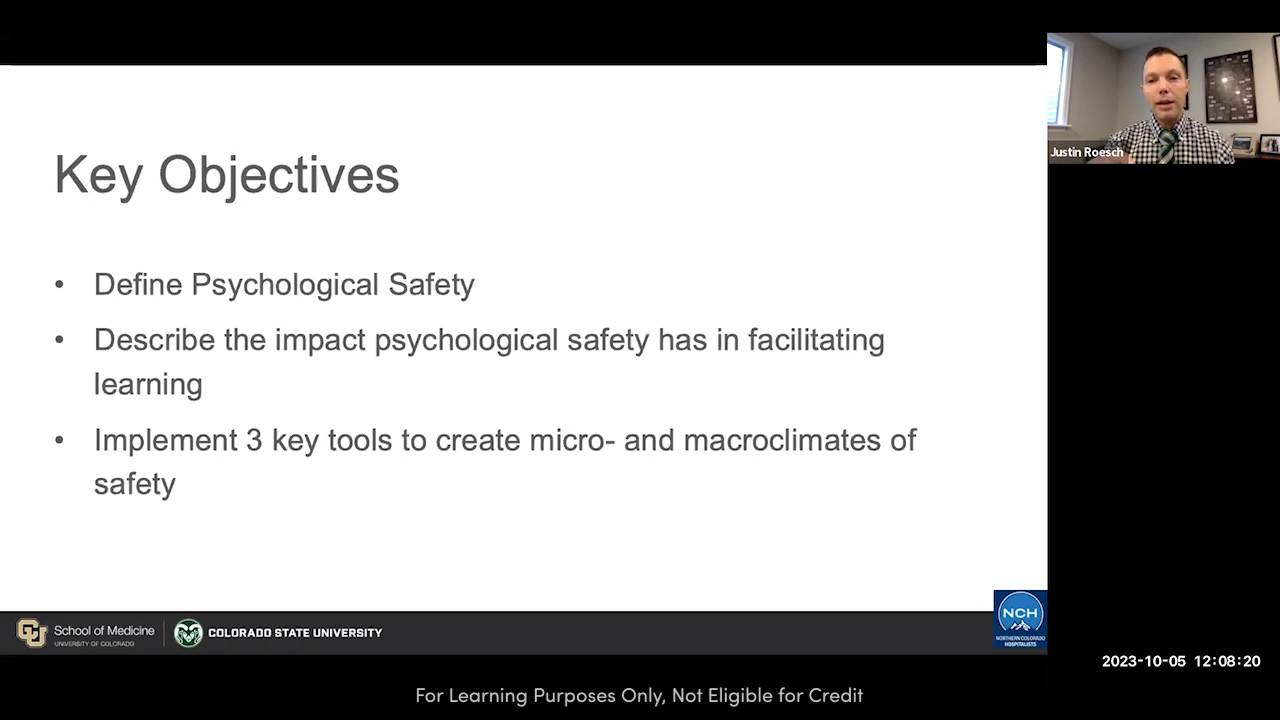 Key Objectives
• Define Psychological Safety
• Describe the impact psychological safety has in facilitating
learning
• Implement 3 key tools to create micro- and macroclimates of
safety
Justin Roesch
CU
School of Medicine
UNIVERSITY OF COLORADO
COLORADO STATE UNIVERSITY
NCH
NORTHERN COLORADO
HOSPITALISTS
2023-10-05 12:08:20
For Learning Purposes Only, Not Eligible for Credit